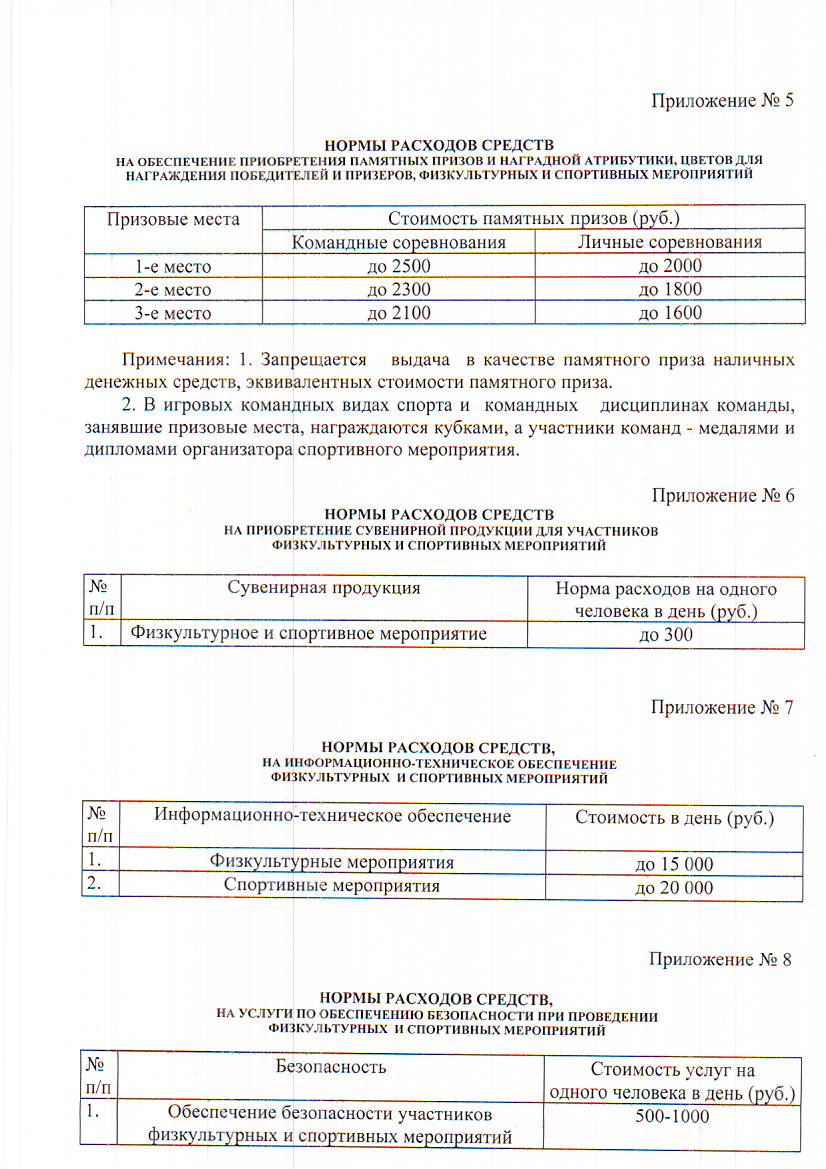 Приложение № 5
НОРМЫ РАСХОДОВ СРЕДСТВ
НА ОБЕСПЕЧЕНИЕ ПРИОБРЕТЕНИЯ ПАМЯТНЫХ ПРИЗОВ И НАГРАДНОЙ АТРИБУТИКИ, ЦВЕТОВ ДЛЯ
НАГРАЖДЕНИЯ ПОБЕДИТЕЛЕЙ И ПРИЗЕРОВ, ФИЗКУЛЬТУРНЫХ И СПОРТИВНЫХ МЕРОПРИЯТИЙ
Призовые места Стоимость памятных призов (руб.)
Командные соревнования Личные соревнования
1-е место до 2500 до 2000
2-е место до 2300 до 1800
3-е место до 2100 до 1600
Примечания: 1. Запрещается выдача в качестве памятного приза наличных
денежных средств, эквивалентных стоимости памятного приза.
2. В игровых командных видах спорта и командных дисциплинах команды,
занявшие призовые места, награждаются кубками, а участники команд - медалями и
дипломами организатора спортивного мероприятия.
Приложение № 6
НОРМЫ РАСХОДОВ СРЕДСТВ
НА ПРИОБРЕТЕНИЕ СУВЕНИРНОЙ ПРОДУКЦИИ ДЛЯ УЧАСТНИКОВ
ФИЗКУЛЬТУРНЫХ И СПОРТИВНЫХ МЕРОПРИЯТИЙ
№ Сувенирная продукция Норма расходов на одного
п/п человека в день (руб.)
1. Физкультурное и спортивное мероприятие до 300
Приложение № 7
НОРМЫ РАСХОДОВ СРЕДСТВ,
НА ИНФОРМАЦИОННО-ТЕХНИЧЕСКОЕ ОБЕСПЕЧЕНИЕ
ФИЗКУЛЬТУРНЫХ И СПОРТИВНЫХ МЕРОПРИЯТИЙ
№ Информационно-техническое обеспечение Стоимость в день (руб.)
п/п
1. Физкультурные мероприятия до 15 000
2. Спортивные мероприятия до 20 000
Приложение № 8
НОРМЫ РАСХОДОВ СРЕДСТВ,
НА УСЛУГИ ПО ОБЕСПЕЧЕНИЮ БЕЗОПАСНОСТИ ПРИ ПРОВЕДЕНИИ
ФИЗКУЛЬТУРНЫХ И СПОРТИВНЫХ МЕРОПРИЯТИЙ
№ Безопасность Стоимость услуг на
п/п одного человека в день (руб.)
1. Обеспечение безопасности участников 500-1000
физкультурных и спортивных мероприятий